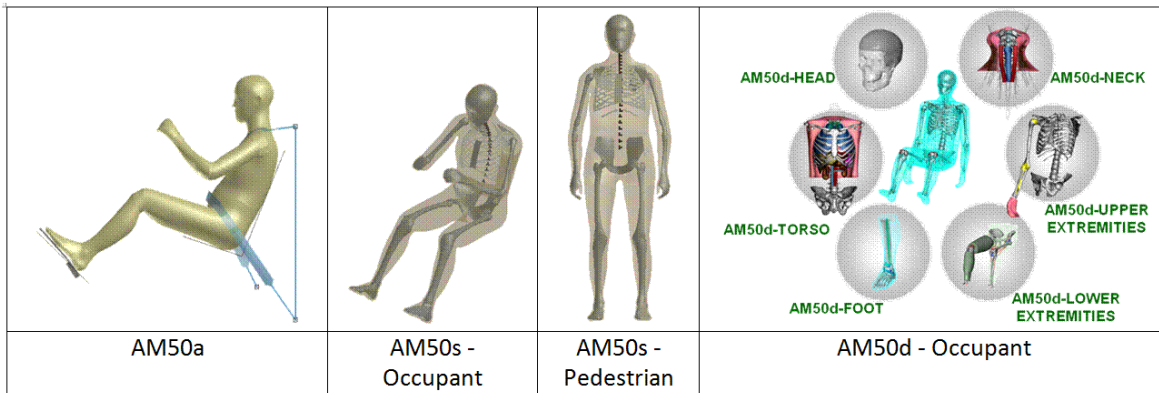 AM50d-HEAD
AM50d-NECK
AM50d-TORSO
AM50d-UPPER
EXTREMITIES
AM50d-FOOT
AM50d-LOWER
EXTREMITIES
AM50a
AM50s -
Occupant
AM50s -
Pedestrian
AM50d - Occupant